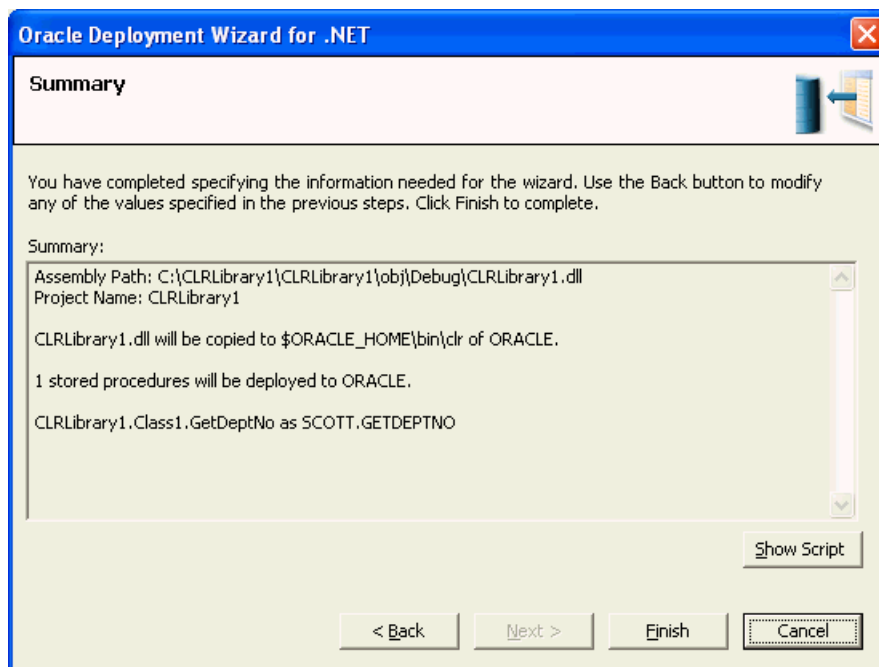 Oracle Deployment Wizard for .NET
Summary
You have completed specifying the information needed for the wizard. Use the Back button to modify
any of the values specified in the previous steps. Click Finish to complete.
Summary:
Assembly Path: C:\CLRLibrary1\CLRLibrary1\obj\Debug\CLRLibrary1.dll
Project Name: CLRLibrary1
CLRLibrary1.dll will be copied to $ORACLE_HOME\bin\clr of ORACLE.
1 stored procedures will be deployed to ORACLE.
CLRLibrary1.Class1.GetDeptNo as SCOTT.GETDEPTNO
Show Script
< Back Next > Finish Cancel